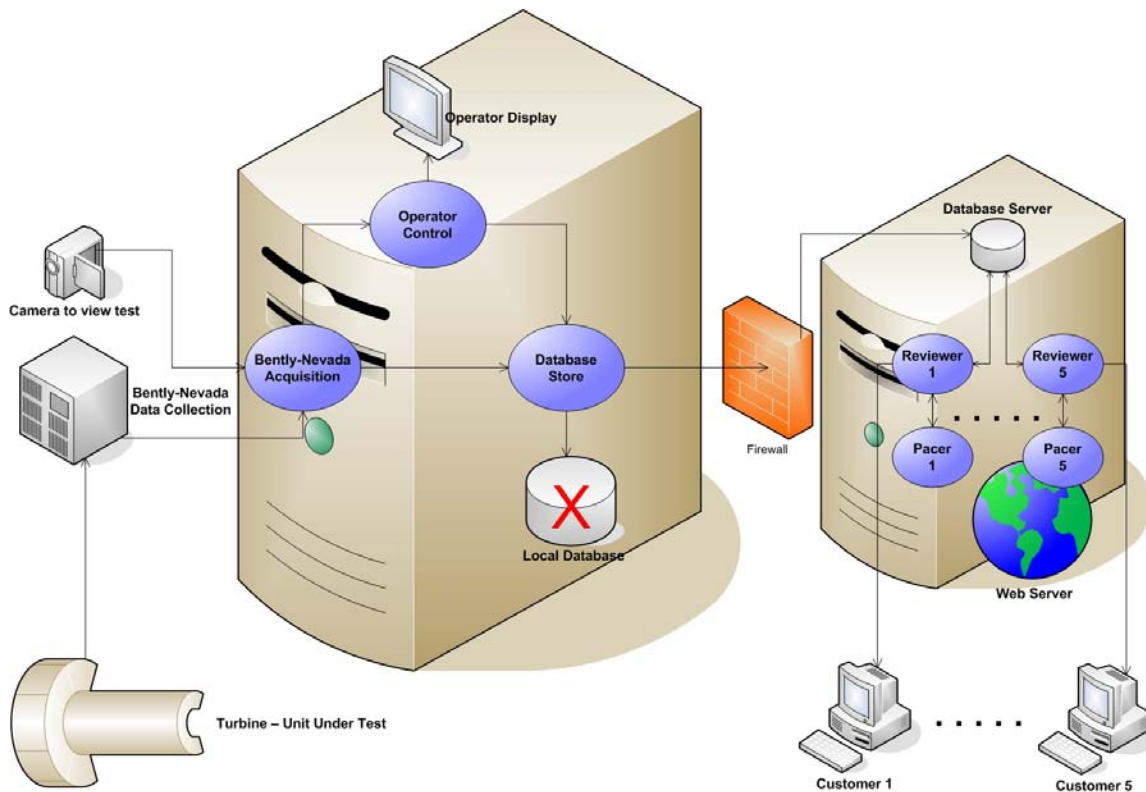 Operator Display
Operator
Control
Database Server
Camera to view test
Bently-Nevada
Acquisition
Database
Store
Reviewer
1
Reviewer
5
Bently-Nevada
Data Collection
Firewall
. . . . .
Pacer
1
Pacer
5
X
Local Database
Web Server
Turbine – Unit Under Test
. . . . .
Customer 1
Customer 5